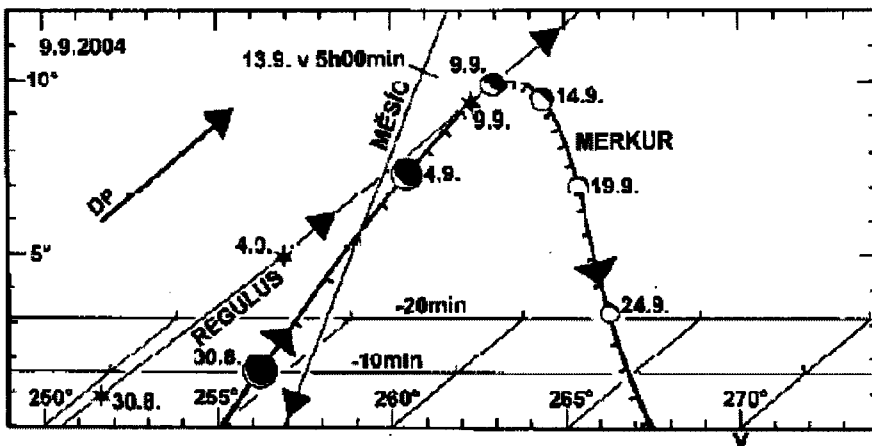 9.9.2004
13.9. v 5h00min
10°
9.9.
14.9.
9.9.
MĚSÍC
MERKUR
4.9.
19.9.
DP
4.9.
5°
REGULUS
-20min
24.9.
30.8.
-10min
30.8.
250°
255°
260°
265°
270°
V